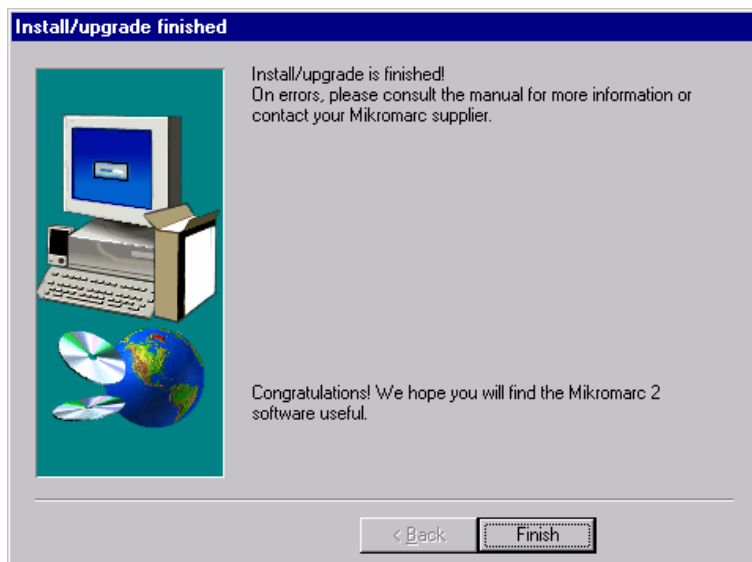 Install/upgrade finished
Install/upgrade is finished!
On errors, please consult the manual for more information or
contact your Mikromarc supplier.
Congratulations! We hope you will find the Mikromarc 2
software useful.
< Back
Finish